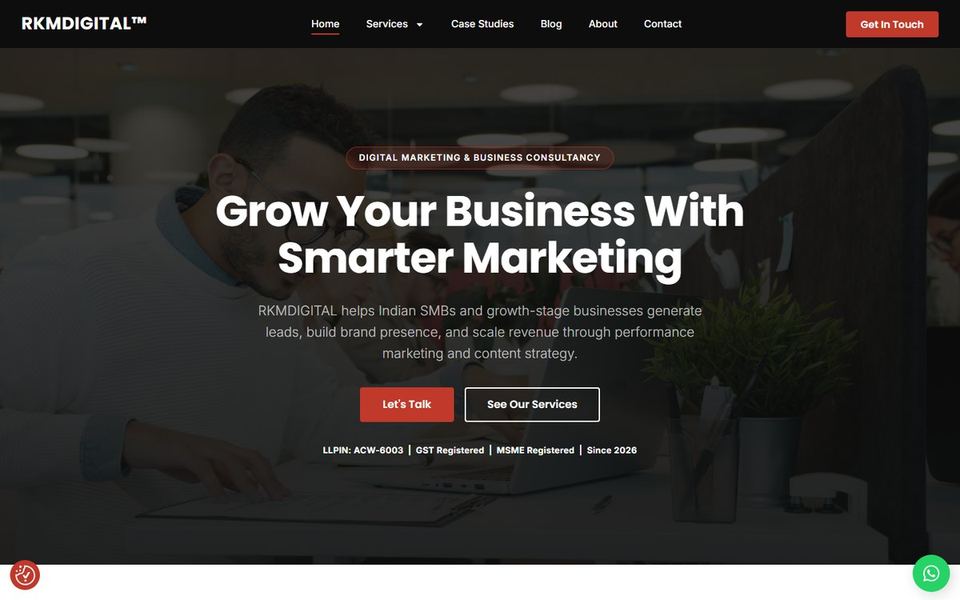 RKMDIGITAL™
Home
Services
Case Studies
Blog
About
Contact
Get In Touch
DIGITAL MARKETING & BUSINESS CONSULTANCY
Grow Your Business With
Smarter Marketing
RKMDIGITAL helps Indian SMBs and growth-stage businesses generate
leads, build brand presence, and scale revenue through performance
marketing and content strategy.
Let's Talk
See Our Services
LLPIN: ACW-6003 | GST Registered | MSME Registered | Since 2026